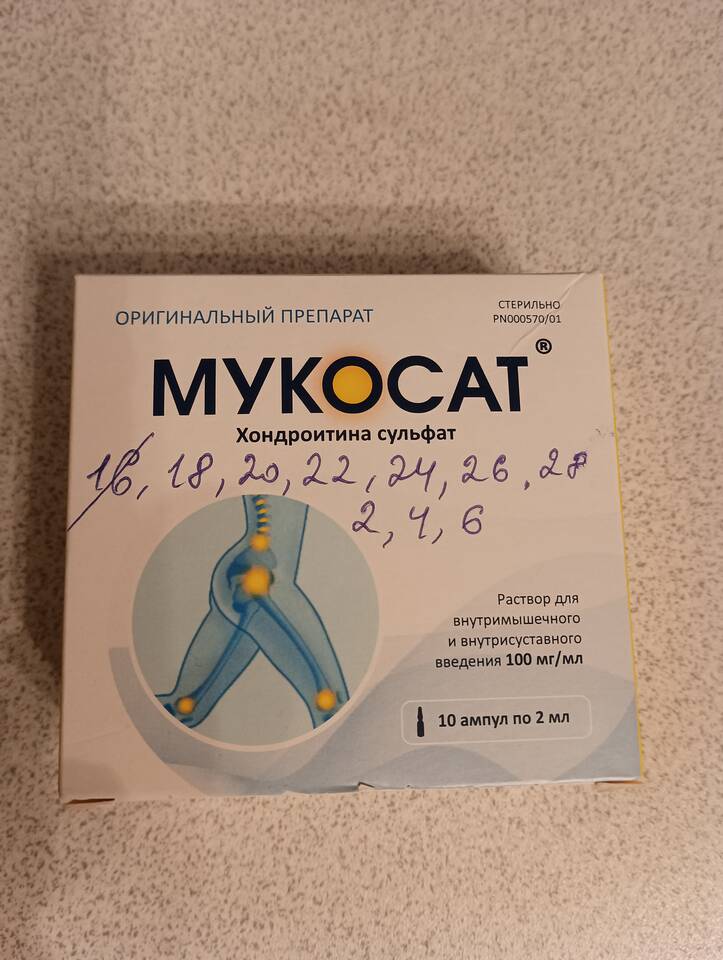 ОРИГИНАЛЬНЫЙ ПРЕПАРАТ
СТЕРИЛЬНО
PN000570/01
МУКОСАТ®
Хондроитина сульфат
16, 18, 20, 22, 24, 26, 28
2, 4, 6
Раствор для
внутримышечного
и внутрисуставного
введения 100 мг/мл
10 ампул по 2 мл